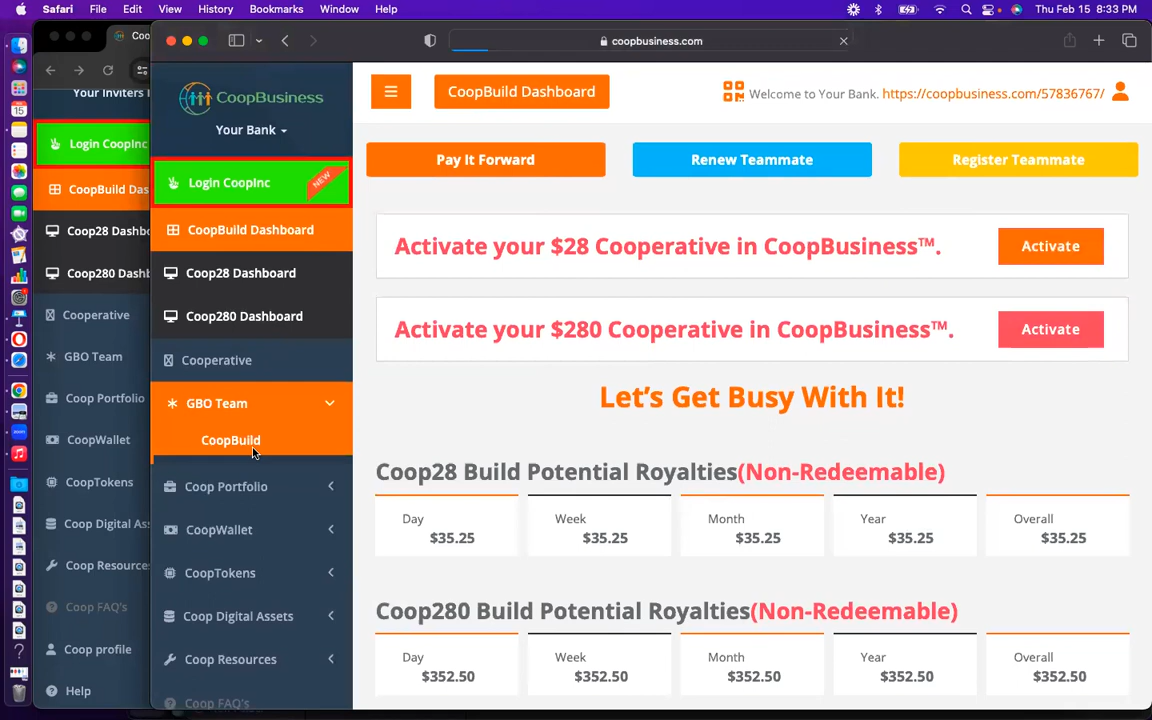 Safari File Edit View History Bookmarks Window Help
Thu Feb 15 8:33 PM
Coo
coopbusiness.com
Your Inviters I
Login CoopInc
CoopBuild Das
Coop28 Dashb
Coop280 Dashb
Cooperative
GBO Team
Coop Portfolio
CoopWallet
CoopTokens
Coop Digital Ass
Coop Resource
Coop FAQ's
Coop profile
Help
CoopBusiness
Your Bank
Login CoopInc
NEW
CoopBuild Dashboard
Coop28 Dashboard
Coop280 Dashboard
Cooperative
GBO Team
CoopBuild
Coop Portfolio
CoopWallet
CoopTokens
Coop Digital Assets
Coop Resources
Coop FAQ's
CoopBuild Dashboard
Welcome to Your Bank. https://coopbusiness.com/57836767/
Pay It Forward
Renew Teammate
Register Teammate
Activate your $28 Cooperative in CoopBusiness™.
Activate
Activate your $280 Cooperative in CoopBusiness™.
Activate
Let's Get Busy With It!
Coop28 Build Potential Royalties(Non-Redeemable)
Day Week Month Year Overall
$35.25 $35.25 $35.25 $35.25 $35.25
Coop280 Build Potential Royalties(Non-Redeemable)
Day Week Month Year Overall
$352.50 $352.50 $352.50 $352.50 $352.50